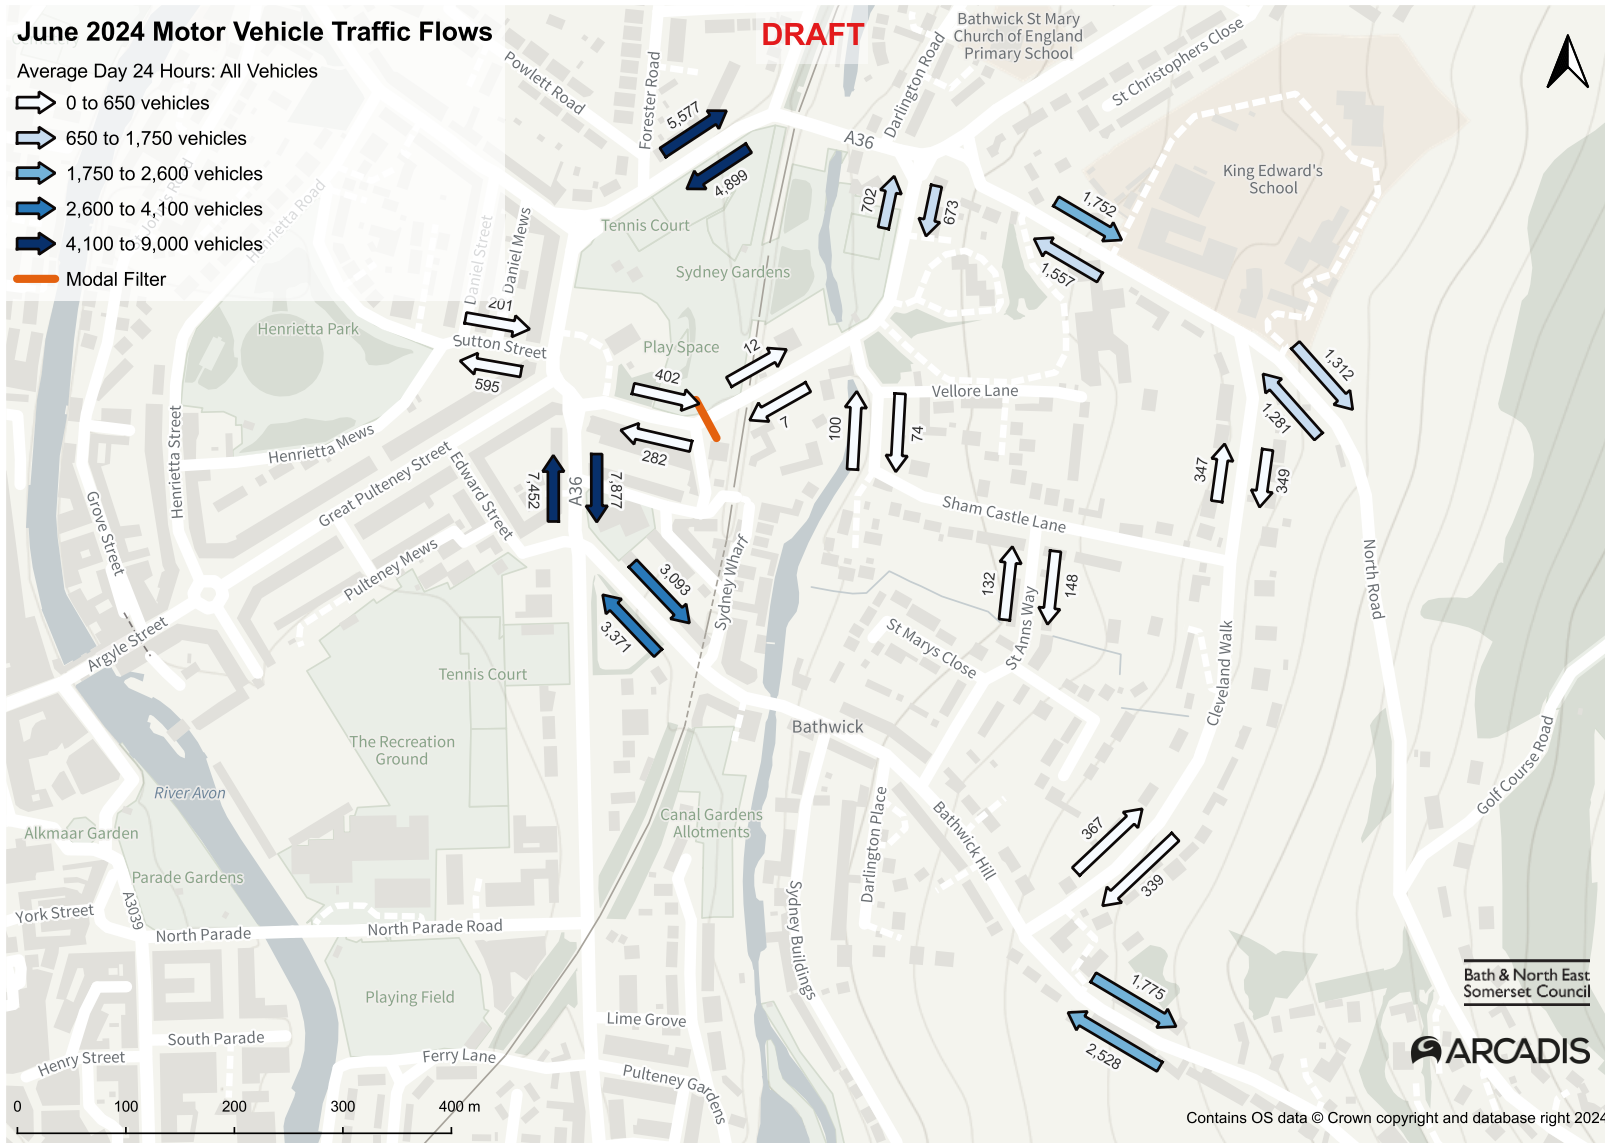 June 2024 Motor Vehicle Traffic Flows
Average Day 24 Hours: All Vehicles
0 to 650 vehicles
650 to 1,750 vehicles
1,750 to 2,600 vehicles
2,600 to 4,100 vehicles
4,100 to 9,000 vehicles
Modal Filter
DRAFT
Bathwick St Mary
Church of England
Primary School
St Christophers Close
Darlington Road
Powlett Road
Forester Road
A36
King Edward's
School
5,577
4,899
702
673
1,752
1,557
Henrietta Road
Daniel Street
Daniel Mews
Tennis Court
Sydney Gardens
201
Sutton Street
595
Henrietta Park
Play Space
12
402
7
282
Vellore Lane
100
74
1,312
1,281
347
349
Henrietta Street
Henrietta Mews
Great Pulteney Street
Edward Street
7,452
A36
7,877
Grove Street
Pulteney Mews
Sham Castle Lane
North Road
3,093
3,371
Sydney Wharf
132
148
St Anns Way
St Marys Close
Cleveland Walk
Argyle Street
Tennis Court
Bathwick
The Recreation
Ground
River Avon
Golf Course Road
Canal Gardens
Allotments
Alkmaar Garden
Parade Gardens
Darlington Place
Bathwick Hill
367
339
A3039
York Street
North Parade
North Parade Road
Sydney Buildings
Playing Field
1,775
2,528
Lime Grove
South Parade
Henry Street
Ferry Lane
Pulteney Gardens
Bath & North East
Somerset Council
ARCADIS
0 100 200 300 400 m
Contains OS data © Crown copyright and database right 2024